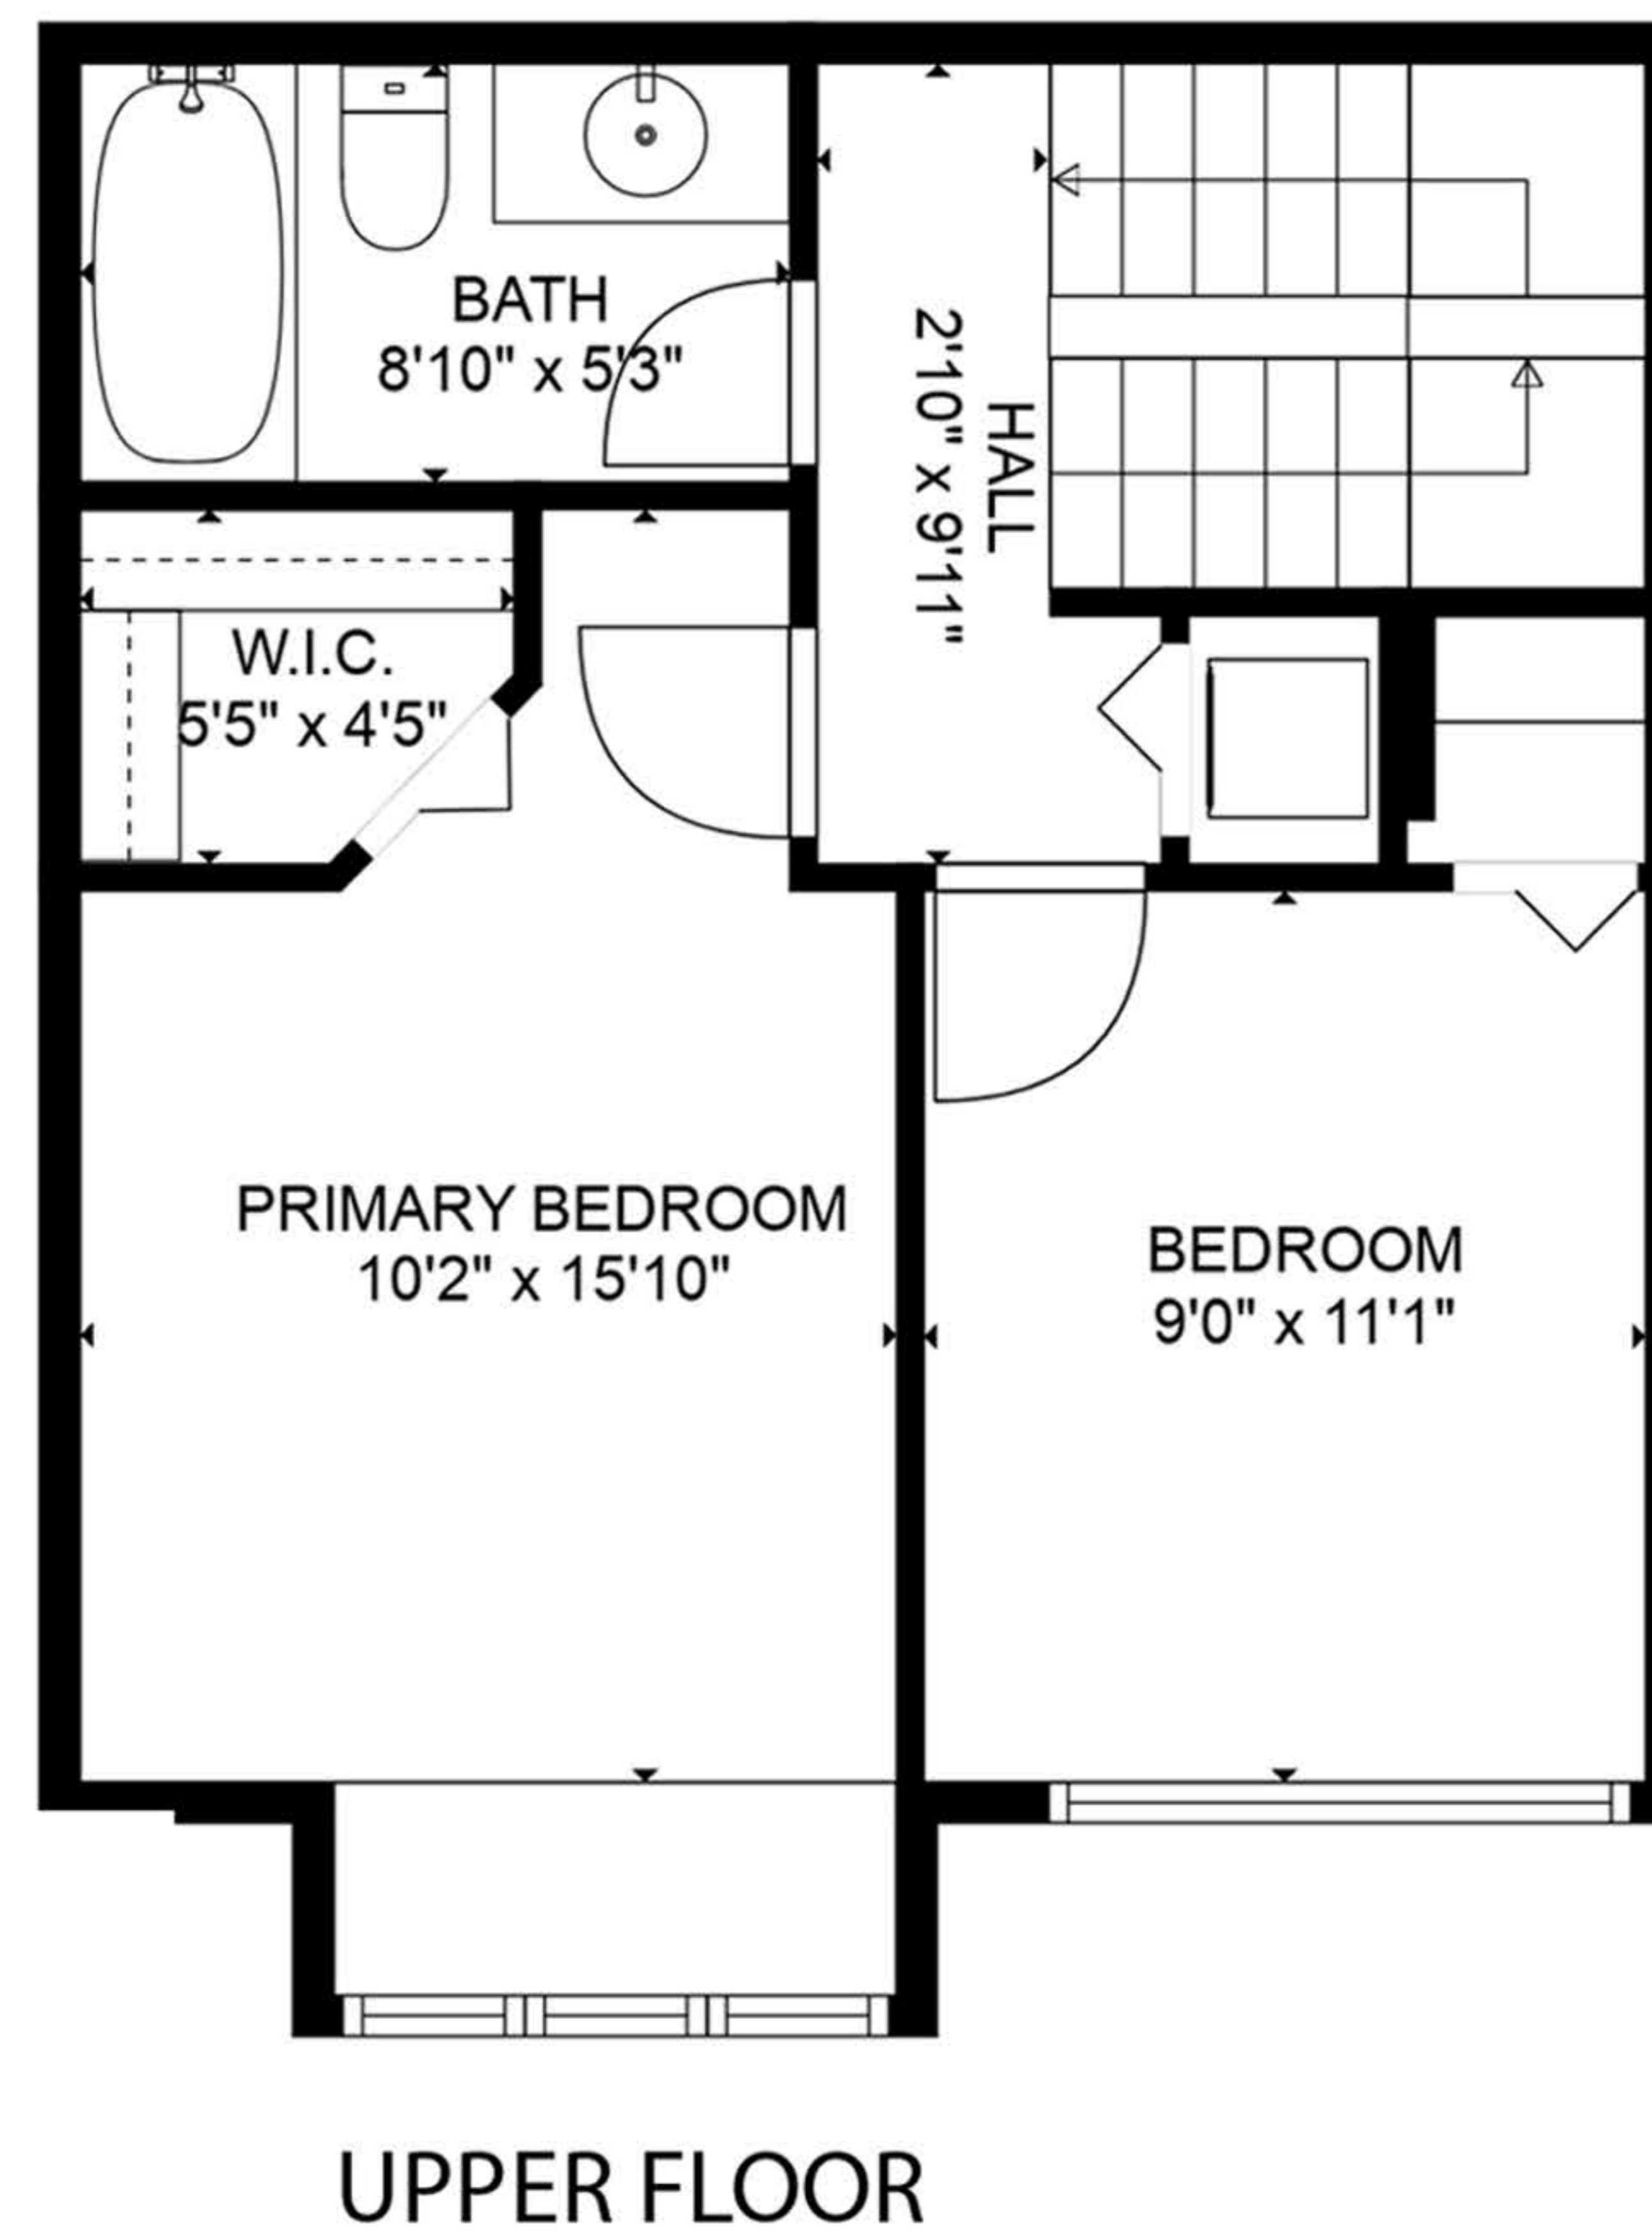 BATH
8'10" x 5'3"
HALL
2'10" x 9'11"
W.I.C.
5'5" x 4'5"
PRIMARY BEDROOM
10'2" x 15'10"
BEDROOM
9'0" x 11'1"
UPPER FLOOR